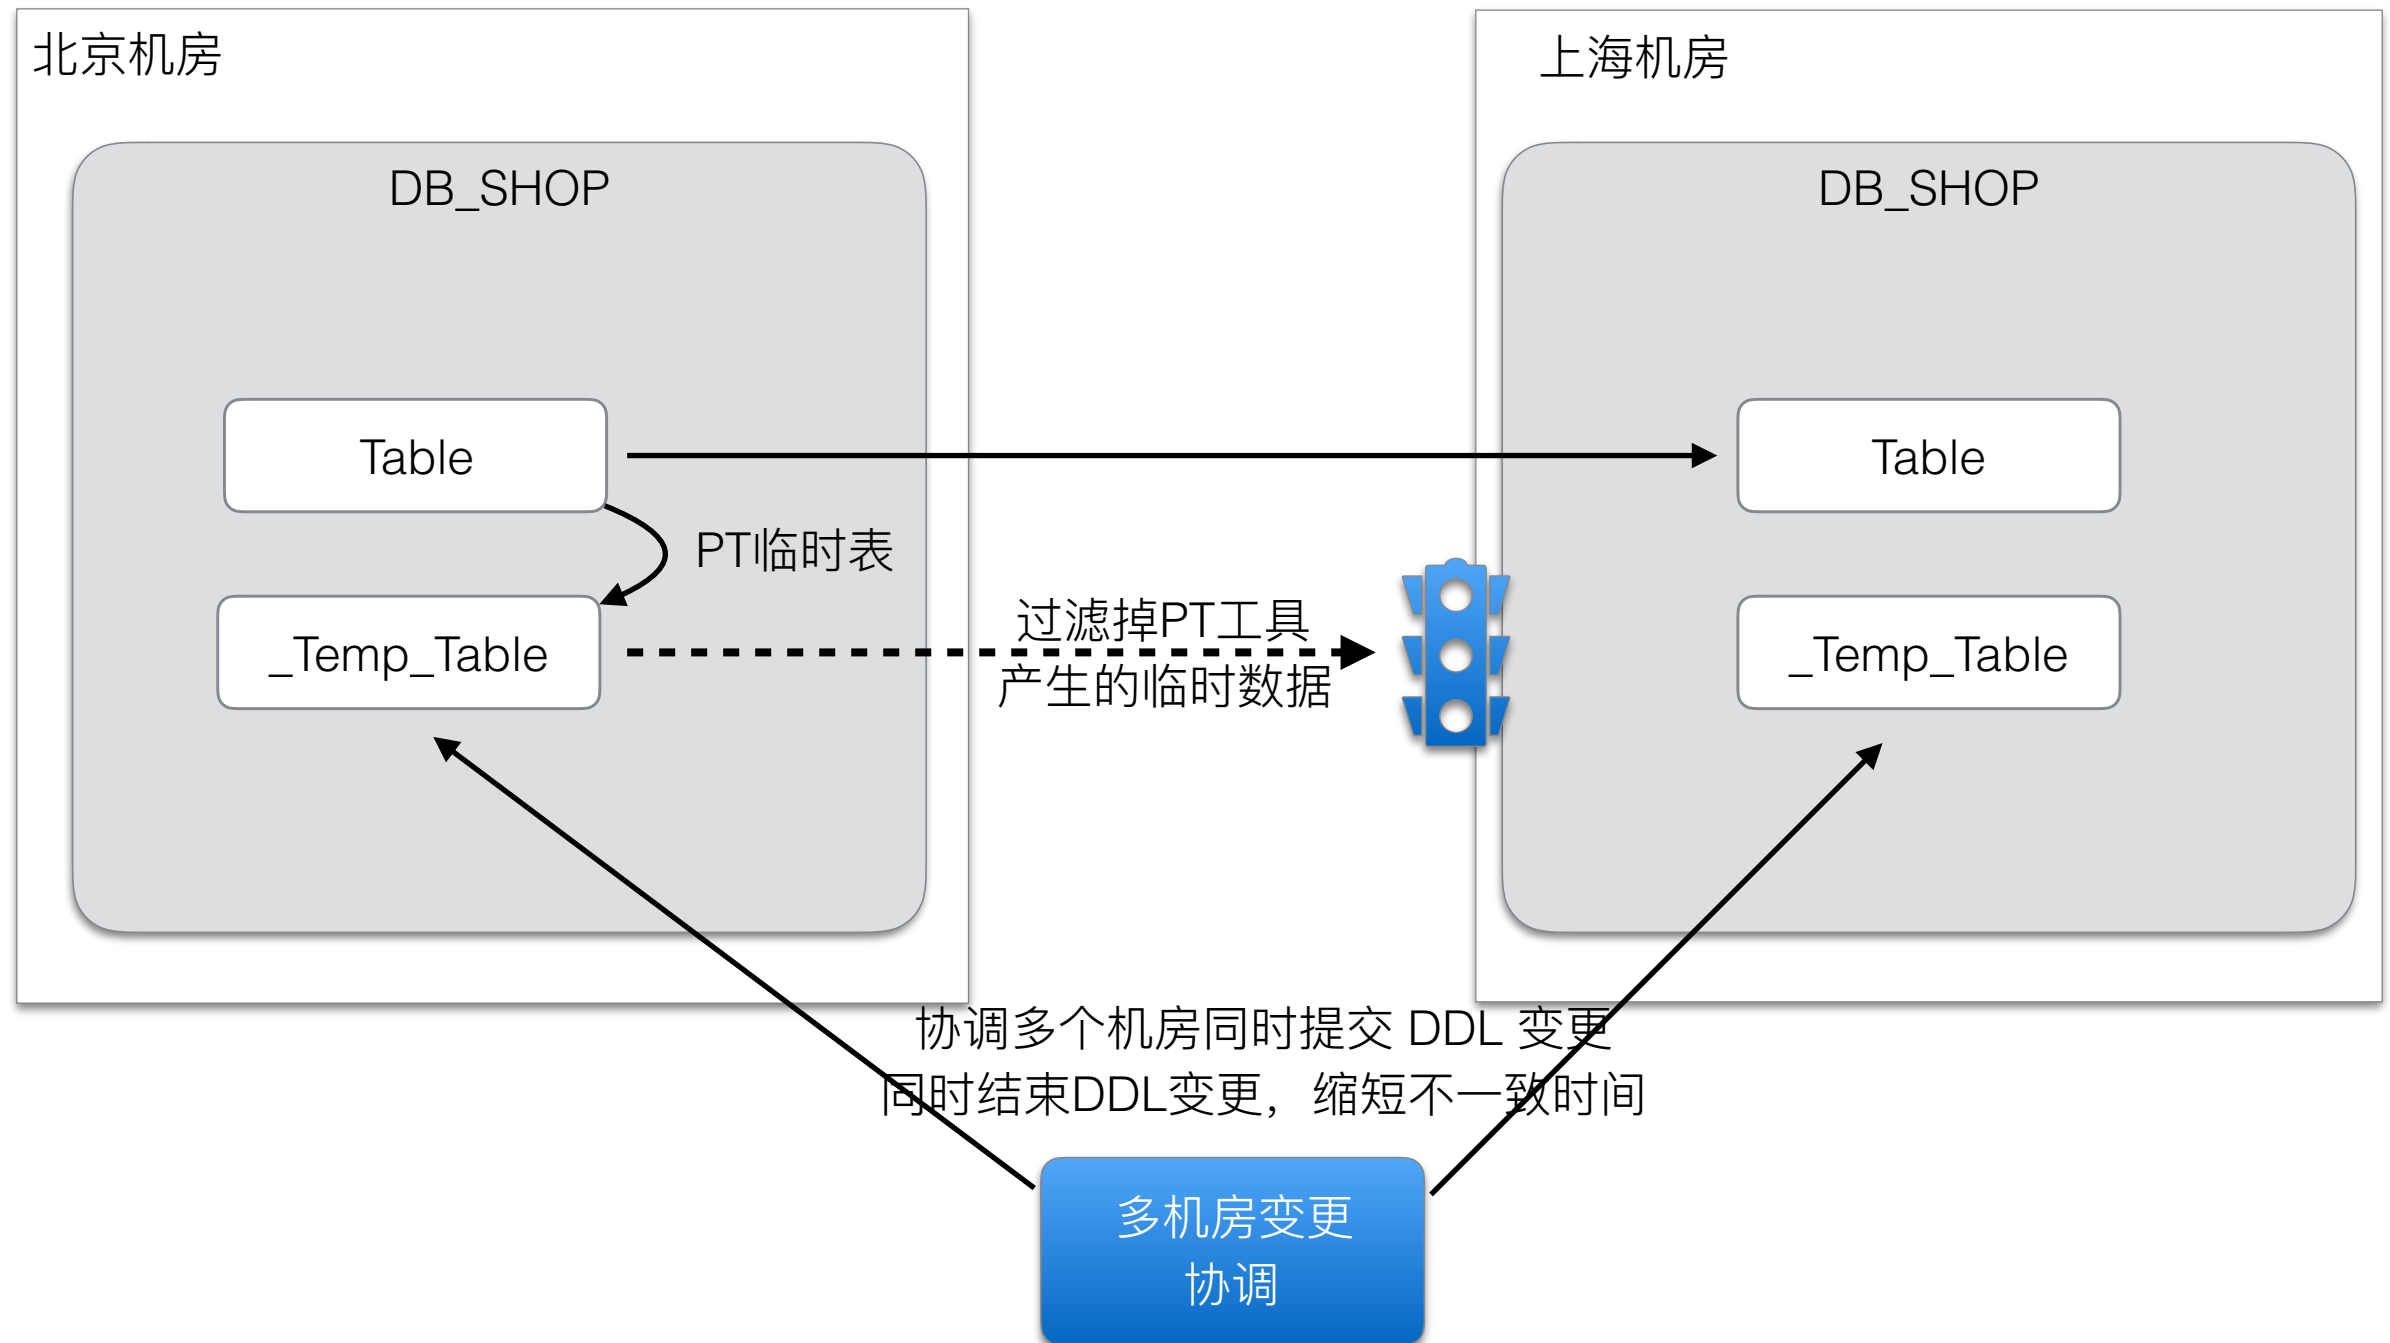 北京机房
上海机房
DB_SHOP
DB_SHOP
Table
Table
PT临时表
_Temp_Table
过滤掉PT工具
产生的临时数据
_Temp_Table
协调多个机房同时提交 DDL 变更
同时结束DDL变更，缩短不一致时间
多机房变更
协调